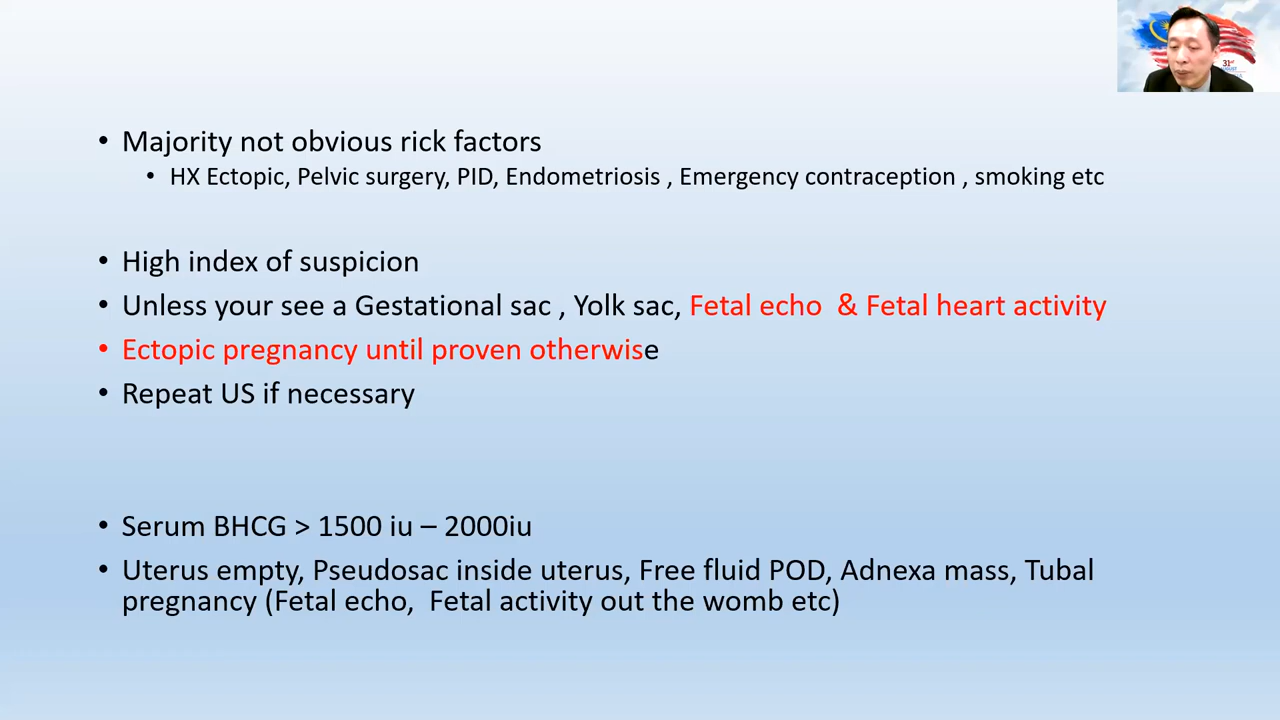 • Majority not obvious rick factors
• HX Ectopic, Pelvic surgery, PID, Endometriosis , Emergency contraception , smoking etc
• High index of suspicion
• Unless your see a Gestational sac , Yolk sac, Fetal echo & Fetal heart activity
• Ectopic pregnancy until proven otherwise
• Repeat US if necessary
• Serum BHCG > 1500 iu – 2000iu
• Uterus empty, Pseudosac inside uterus, Free fluid POD, Adnexa mass, Tubal
pregnancy (Fetal echo, Fetal activity out the womb etc)
31